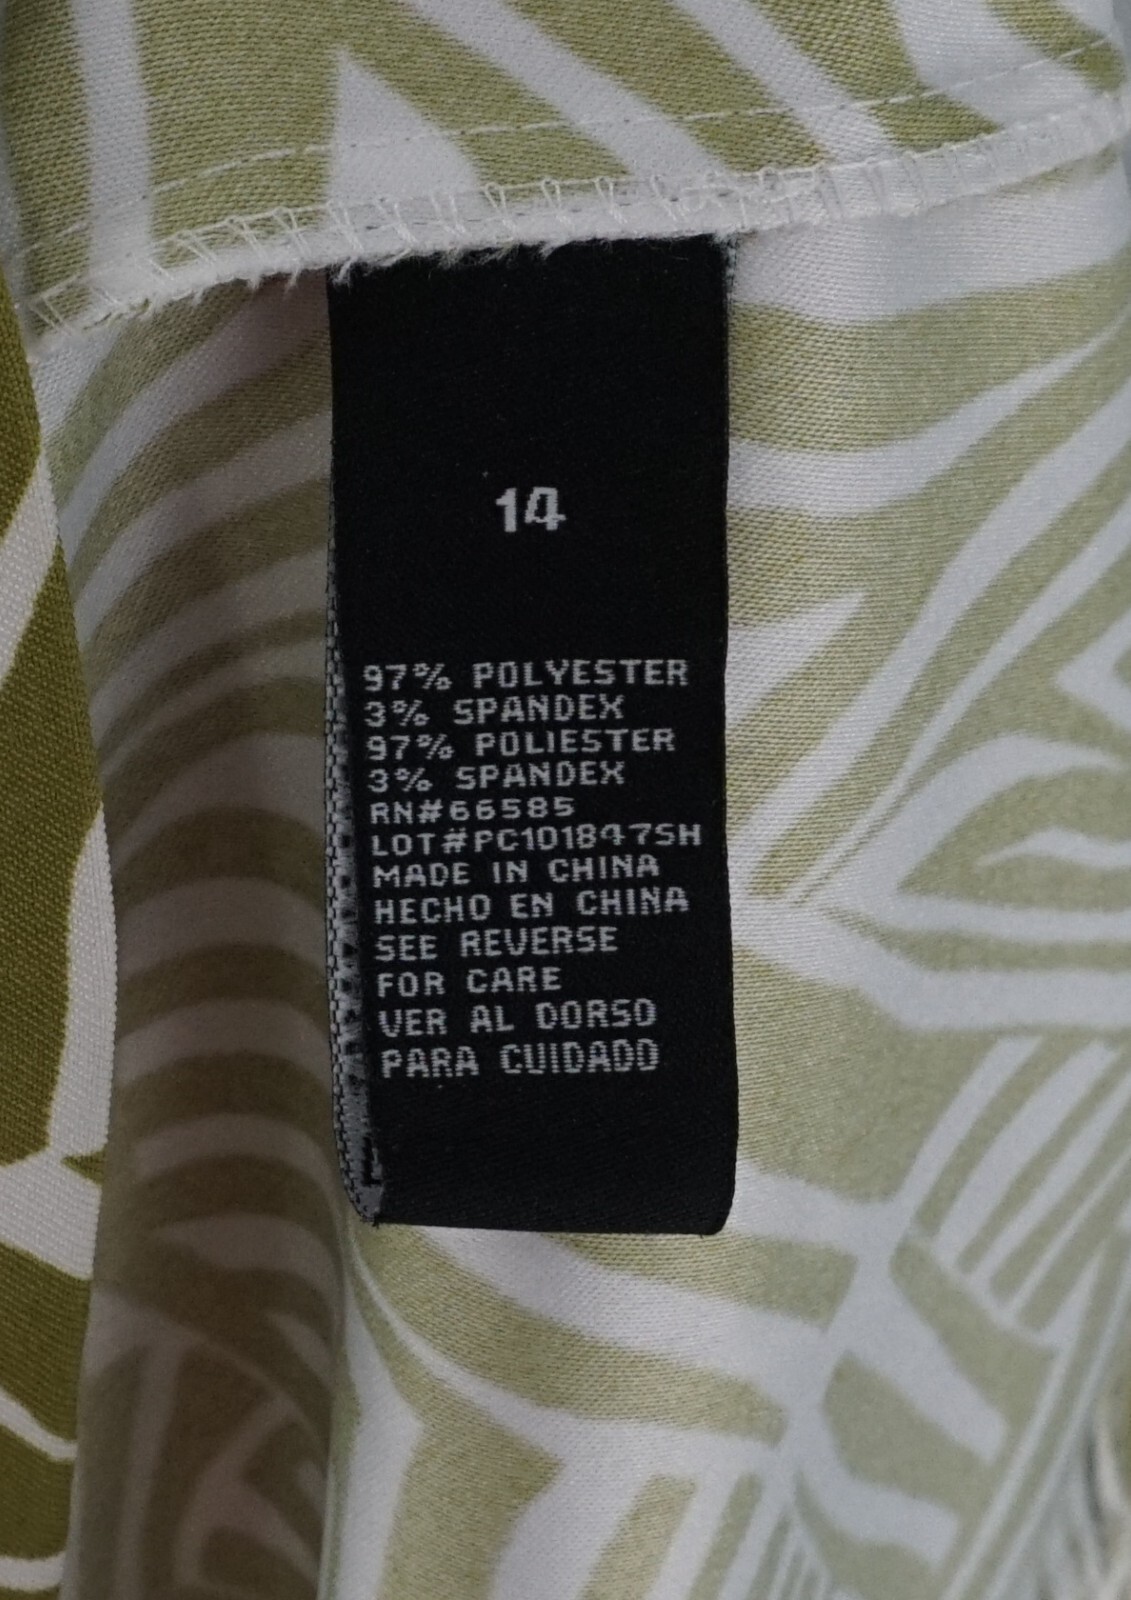 14
97% POLYESTER
3% SPANDEX
97% POLIESTER
3% SPANDEX
RN#66585
LOT#PC101847SH
MADE IN CHINA
HECHO EN CHINA
SEE REVERSE
FOR CARE
VER AL DORSO
PARA CUIDADO